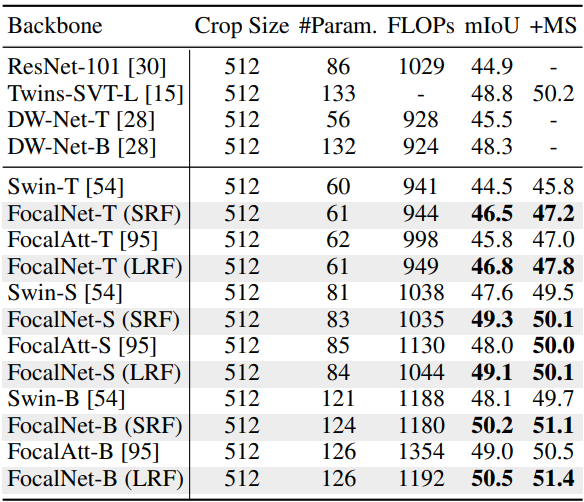 Backbone Crop Size #Param. FLOPs mIoU +MS
ResNet-101 [30] 512 86 1029 44.9 -
Twins-SVT-L [15] 512 133 - 48.8 50.2
DW-Net-T [28] 512 56 928 45.5 -
DW-Net-B [28] 512 132 924 48.3 -
Swin-T [54] 512 60 941 44.5 45.8
FocalNet-T (SRF) 512 61 944 46.5 47.2
FocalAtt-T [95] 512 62 998 45.8 47.0
FocalNet-T (LRF) 512 61 949 46.8 47.8
Swin-S [54] 512 81 1038 47.6 49.5
FocalNet-S (SRF) 512 83 1035 49.3 50.1
FocalAtt-S [95] 512 85 1130 48.0 50.0
FocalNet-S (LRF) 512 84 1044 49.1 50.1
Swin-B [54] 512 121 1188 48.1 49.7
FocalNet-B (SRF) 512 124 1180 50.2 51.1
FocalAtt-B [95] 512 126 1354 49.0 50.5
FocalNet-B (LRF) 512 126 1192 50.5 51.4